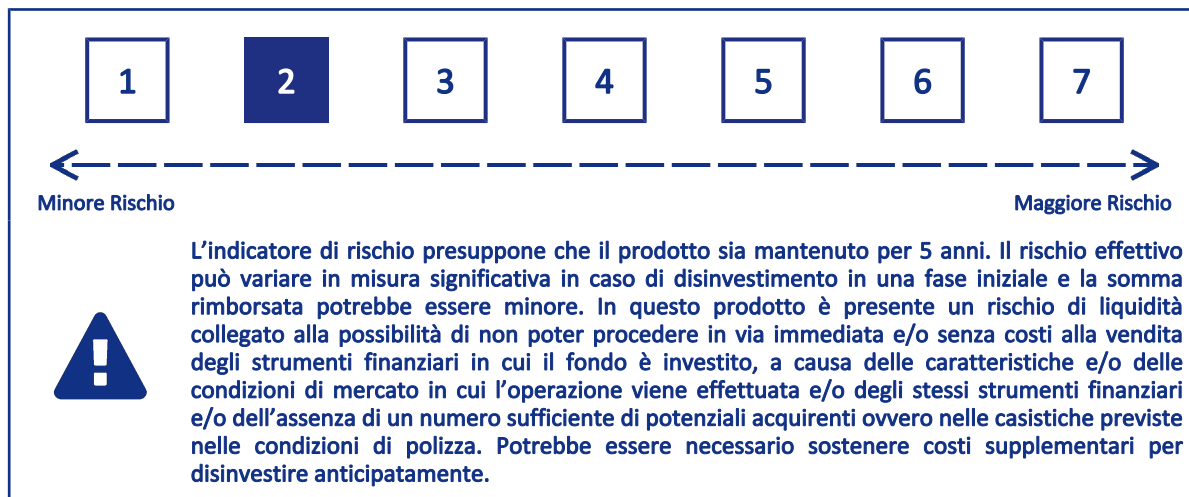 1 2 3 4 5 6 7
Minore Rischio Maggiore Rischio
L’indicatore di rischio presuppone che il prodotto sia mantenuto per 5 anni. Il rischio effettivo
può variare in misura significativa in caso di disinvestimento in una fase iniziale e la somma
rimborsata potrebbe essere minore. In questo prodotto è presente un rischio di liquidità
collegato alla possibilità di non poter procedere in via immediata e/o senza costi alla vendita
degli strumenti finanziari in cui il fondo è investito, a causa delle caratteristiche e/o delle
condizioni di mercato in cui l’operazione viene effettuata e/o degli stessi strumenti finanziari
e/o dell’assenza di un numero sufficiente di potenziali acquirenti ovvero nelle casistiche previste
nelle condizioni di polizza. Potrebbe essere necessario sostenere costi supplementari per
disinvestire anticipatamente.